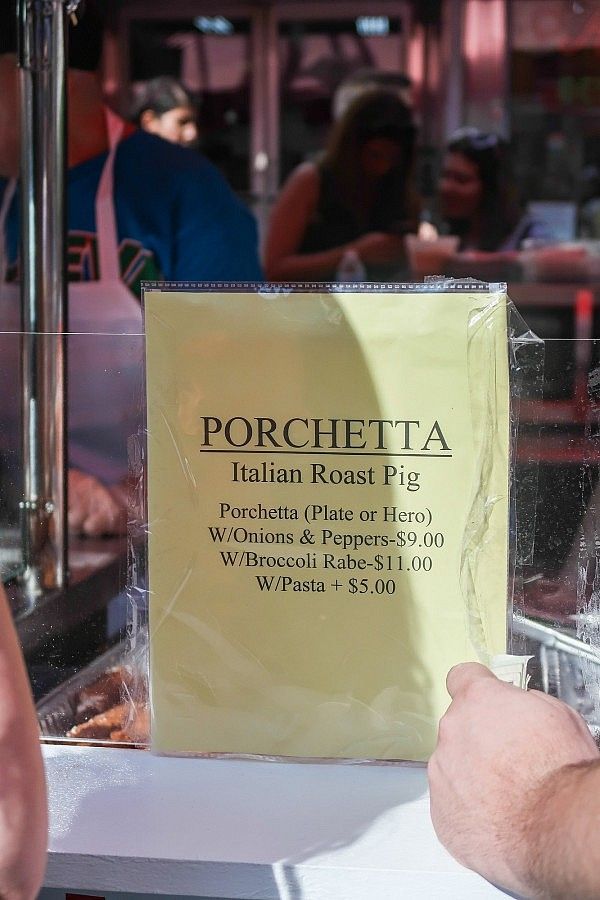 PORCHETTA
Italian Roast Pig
Porchetta (Plate or Hero)
W/Onions & Peppers-$9.00
W/Broccoli Rabe-$11.00
W/Pasta + $5.00